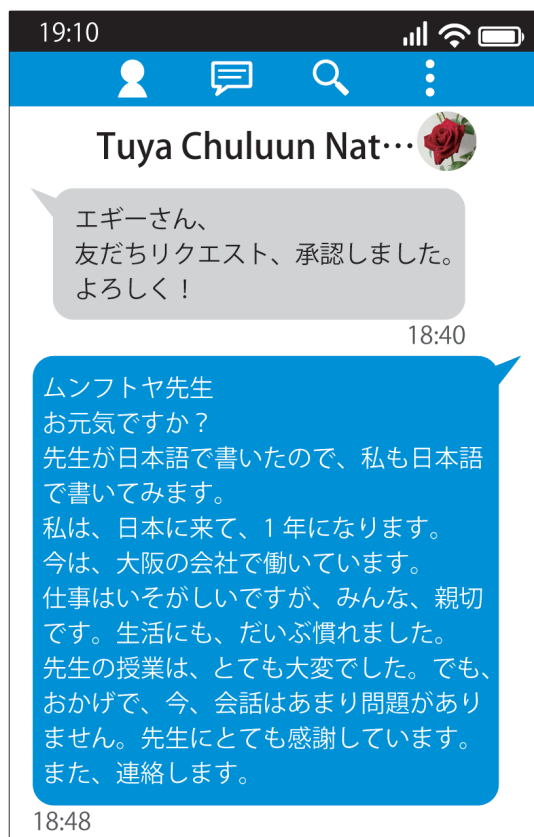 19:10
Tuya Chuluun Nat…
エギーさん、
友だちリクエスト、承認しました。
よろしく！
18:40
ムンフトヤ先生
お元気ですか？
先生が日本語で書いたので、私も日本語
で書いてみます。
私は、日本に来て、1年になります。
今は、大阪の会社で働いています。
仕事はいそがしいですが、みんな、親切
です。生活にも、だいぶ慣れました。
先生の授業は、とても大変でした。でも、
おかげで、今、会話はあまり問題があり
ません。先生にとても感謝しています。
また、連絡します。
18:48